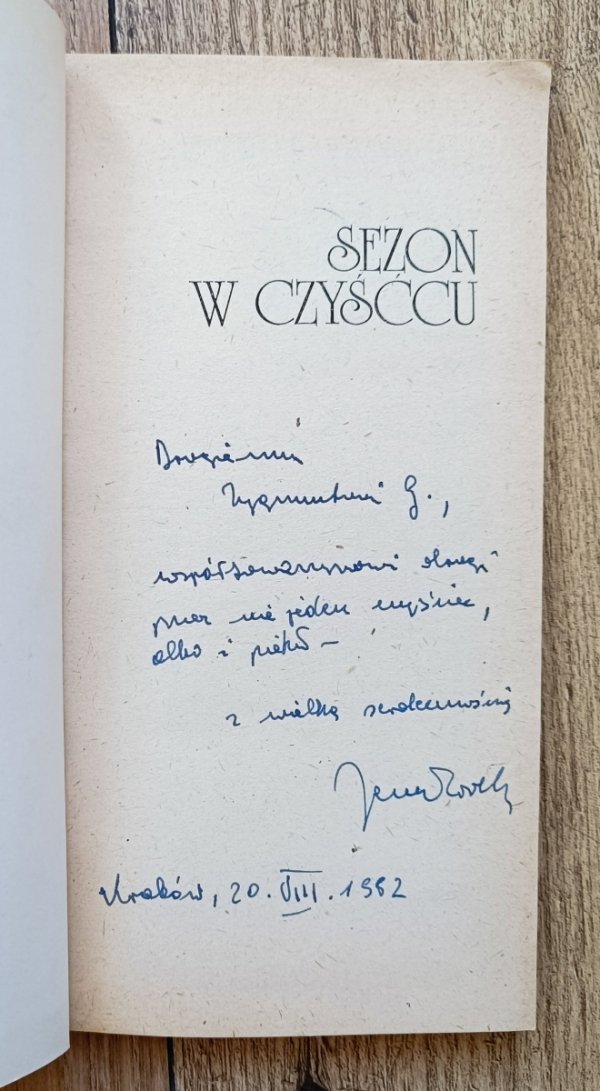 SEZON
W CZYŚĆCU
Drogiemu
Zygmuntowi G.,
współtowarzyszowi drogi
przez nie jeden czyściec,
albo i piekło –
z wielką serdecznością
Kraków, 20. VIII. 1982